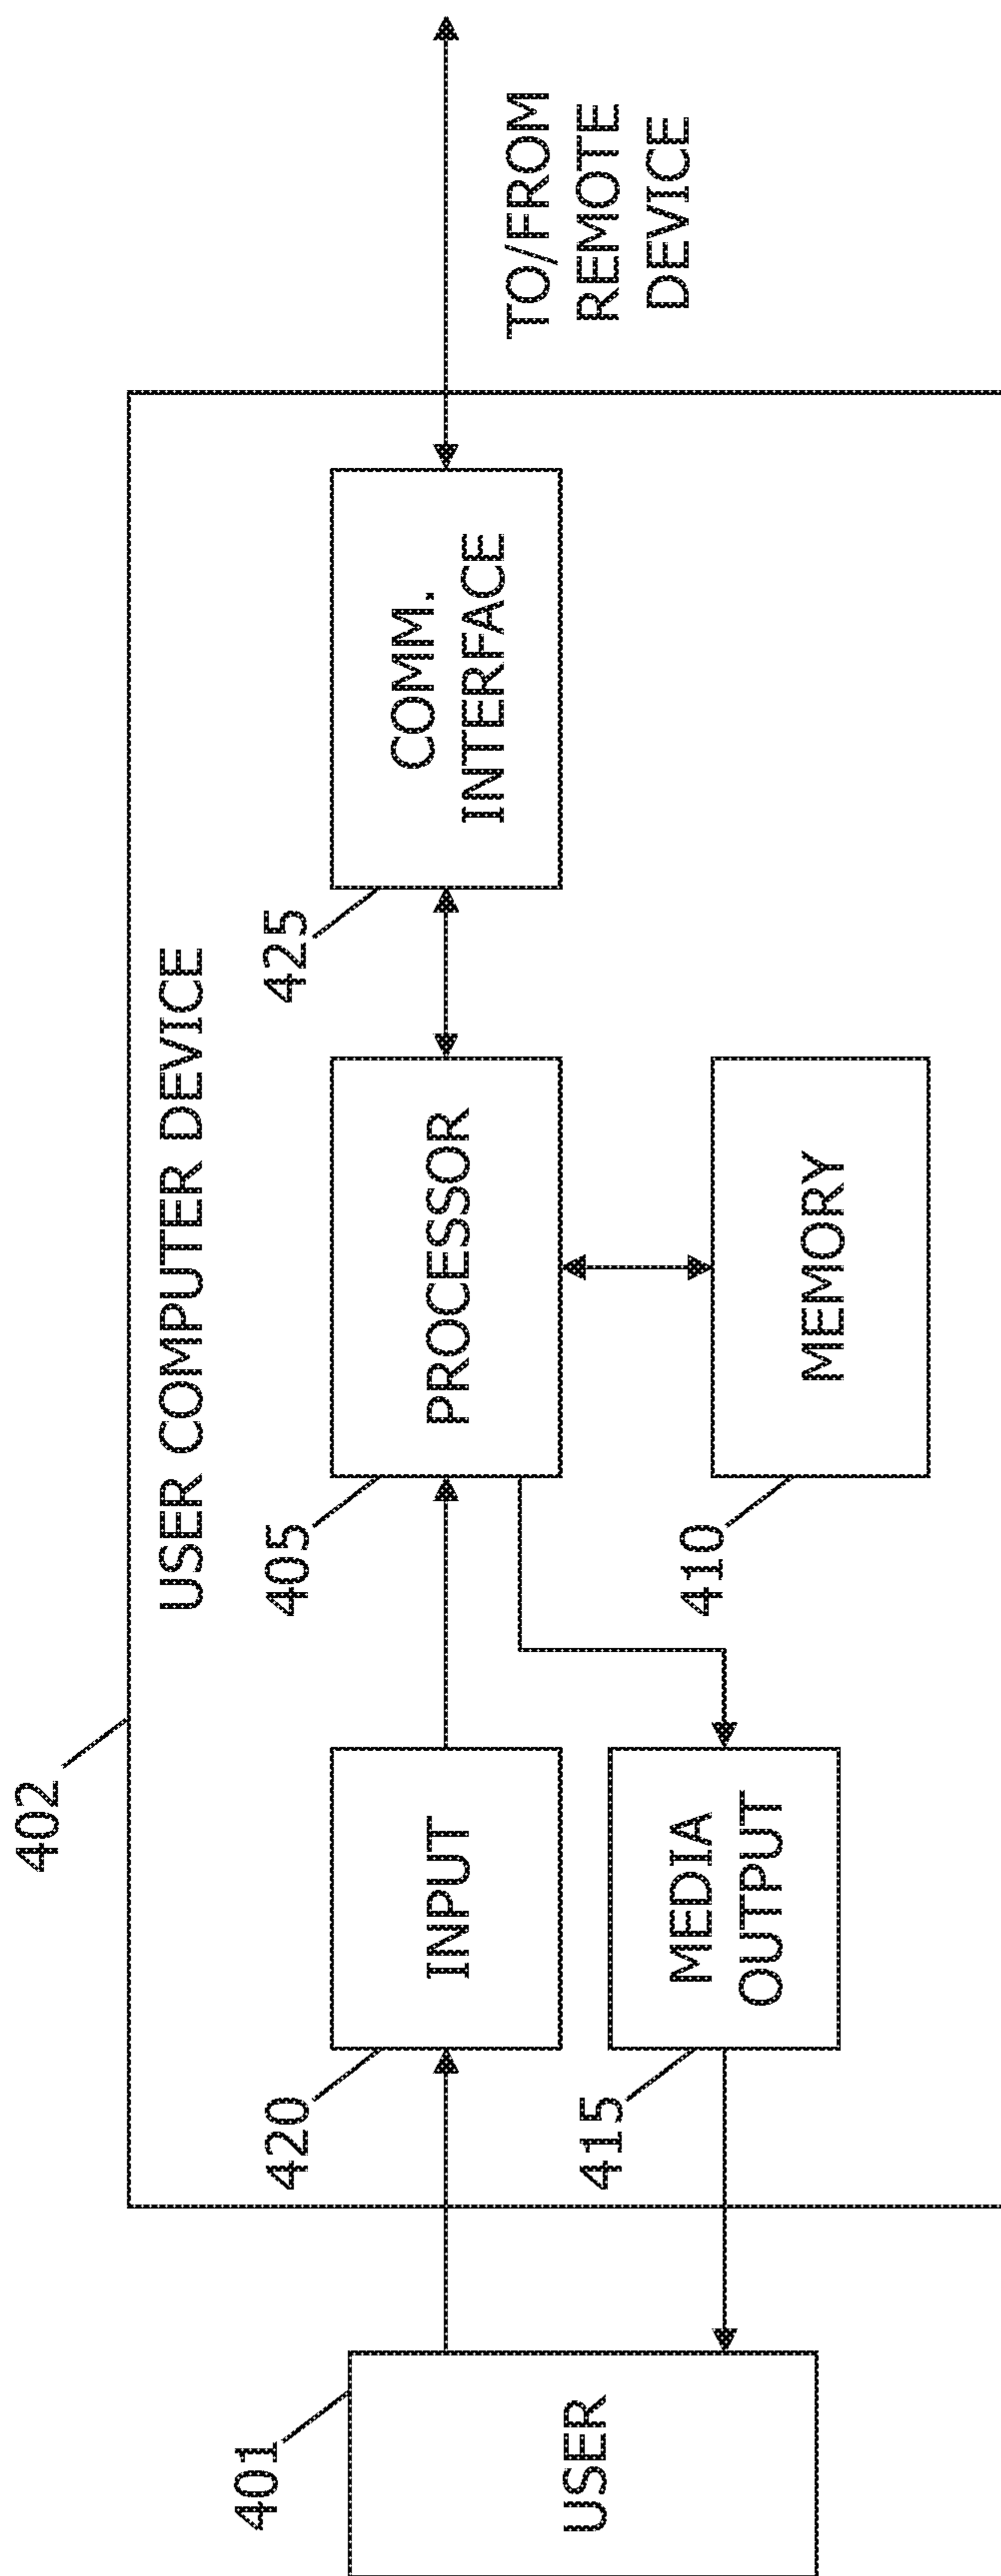 402
USER COMPUTER DEVICE
425
COMM.
INTERFACE
TO/FROM
REMOTE
DEVICE
405
PROCESSOR
420
INPUT
401
USER
415
MEDIA
OUTPUT
410
MEMORY